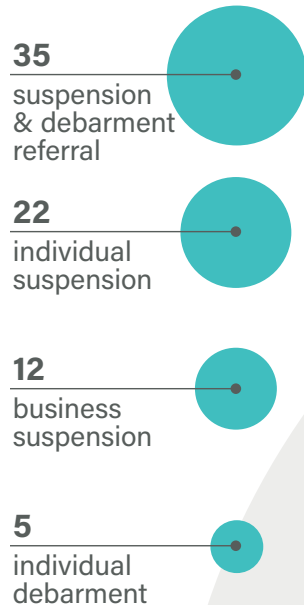 35
suspension
& debarment
referral
22
individual
suspension
12
business
suspension
5
individual
debarment